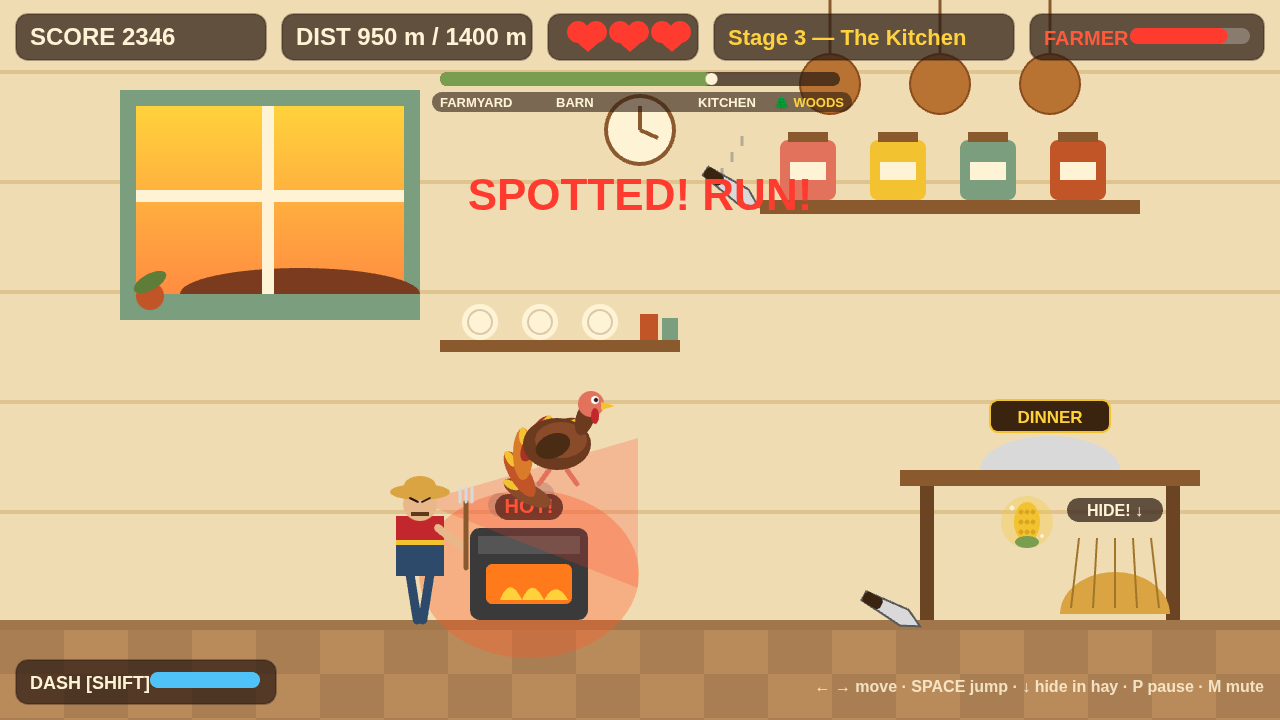 SCORE 2346
DIST 950 m / 1400 m
Stage 3 — The Kitchen
FARMER
FARMYARD BARN KITCHEN 🌲 WOODS
SPOTTED! RUN!
DINNER
HOT!
HIDE! ↓
DASH [SHIFT]
← → move · SPACE jump · ↓ hide in hay · P pause · M mute